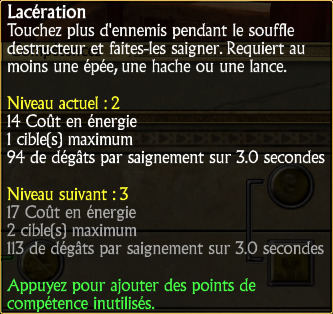 Lacération
Touchez plus d'ennemis pendant le souffle
destructeur et faites-les saigner. Requiert au
moins une épée, une hache ou une lance.
Niveau actuel : 2
14 Coût en énergie
1 cible(s) maximum
94 de dégâts par saignement sur 3.0 secondes
Niveau suivant : 3
17 Coût en énergie
2 cible(s) maximum
113 de dégâts par saignement sur 3.0 secondes
Appuyez pour ajouter des points de
compétence inutilisés.